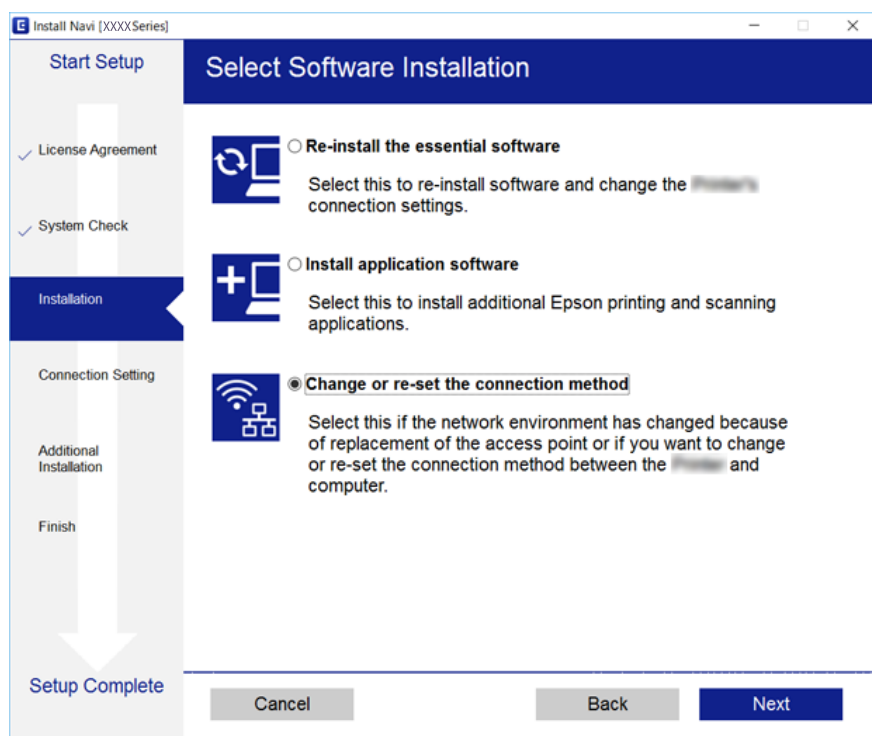 Install Navi [XXXX Series]
Start Setup
Select Software Installation
License Agreement
System Check
Installation
Connection Setting
Additional
Installation
Finish
Setup Complete
Re-install the essential software
Select this to re-install software and change the
connection settings.
Install application software
Select this to install additional Epson printing and scanning
applications.
Change or re-set the connection method
Select this if the network environment has changed because
of replacement of the access point or if you want to change
or re-set the connection method between the and
computer.
Cancel
Back
Next